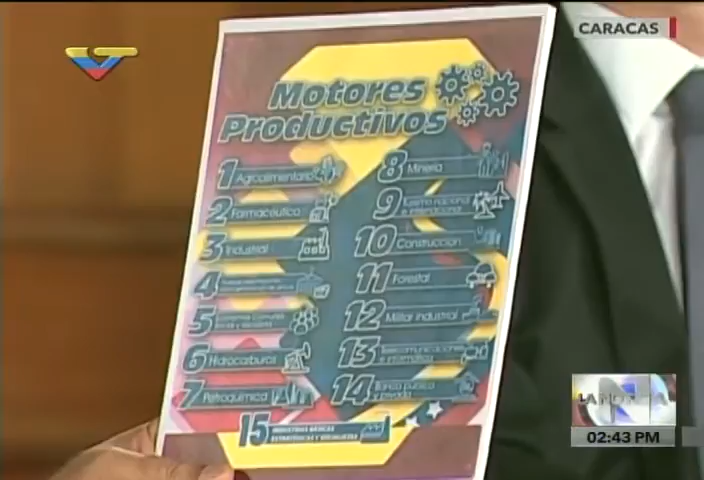 CARACAS
Motores
Productivos
1 Agroalimentario
2 Farmacéutico
3 Industrial
4
5
6 Hidrocarburos
7 Petroquímica
8 Minería
9 Turismo nacional
e internacional
10 Construcción
11 Forestal
12 Militar industrial
13 Telecomunicaciones
e informática
14 Banca pública
y privada
15 INDUSTRIAS BÁSICAS
ESTRATÉGICAS Y SOCIALISTAS
02:43 PM